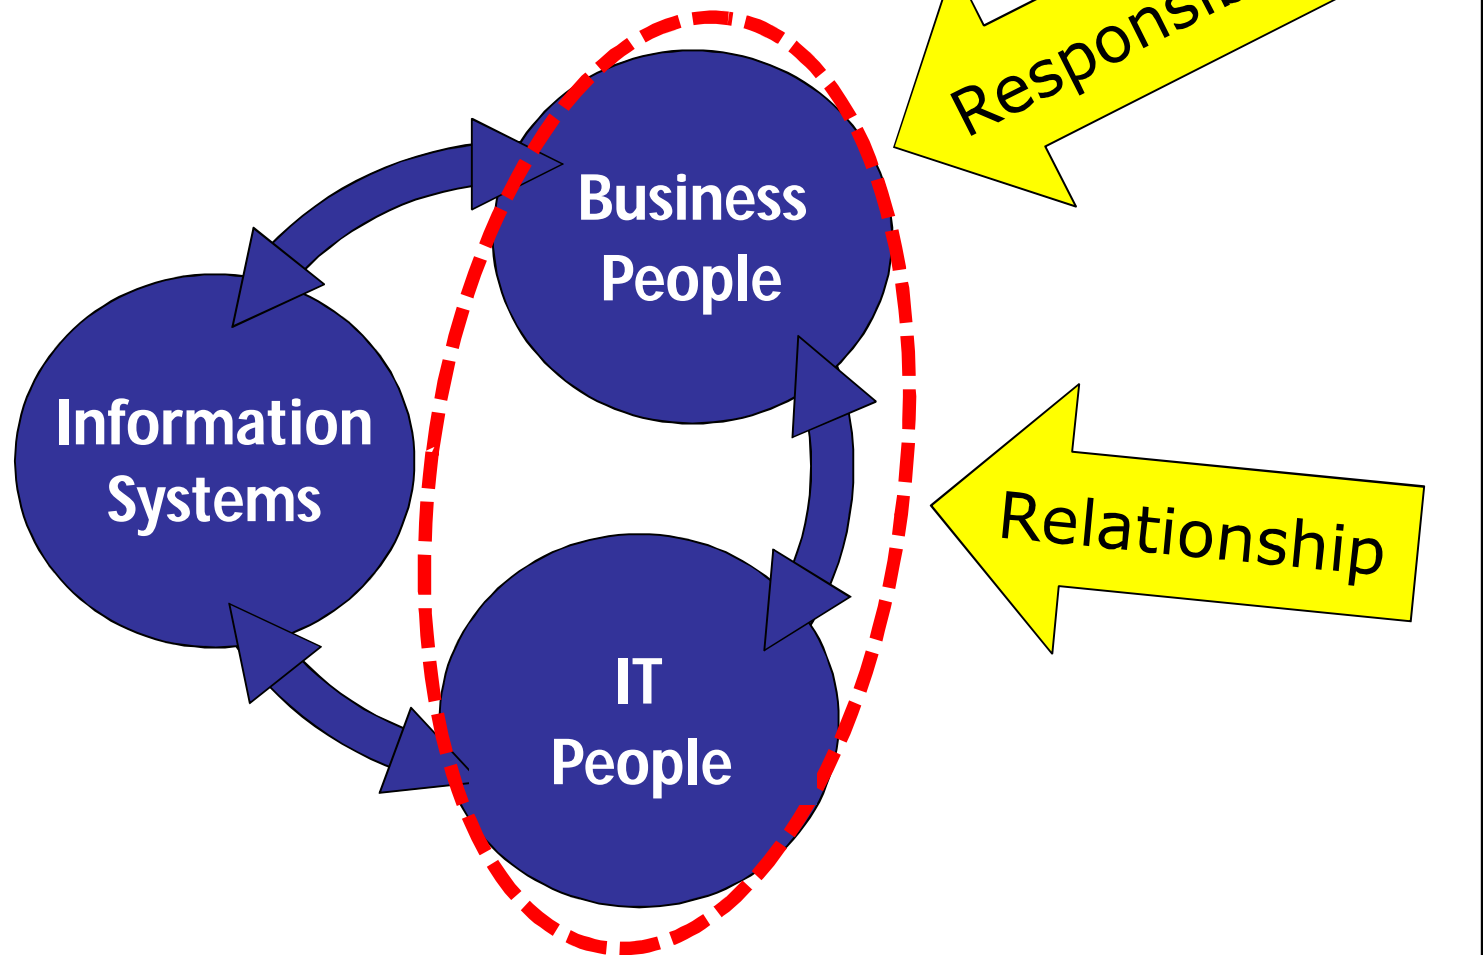 Business
People
Information
Systems
Relationship
IT
People